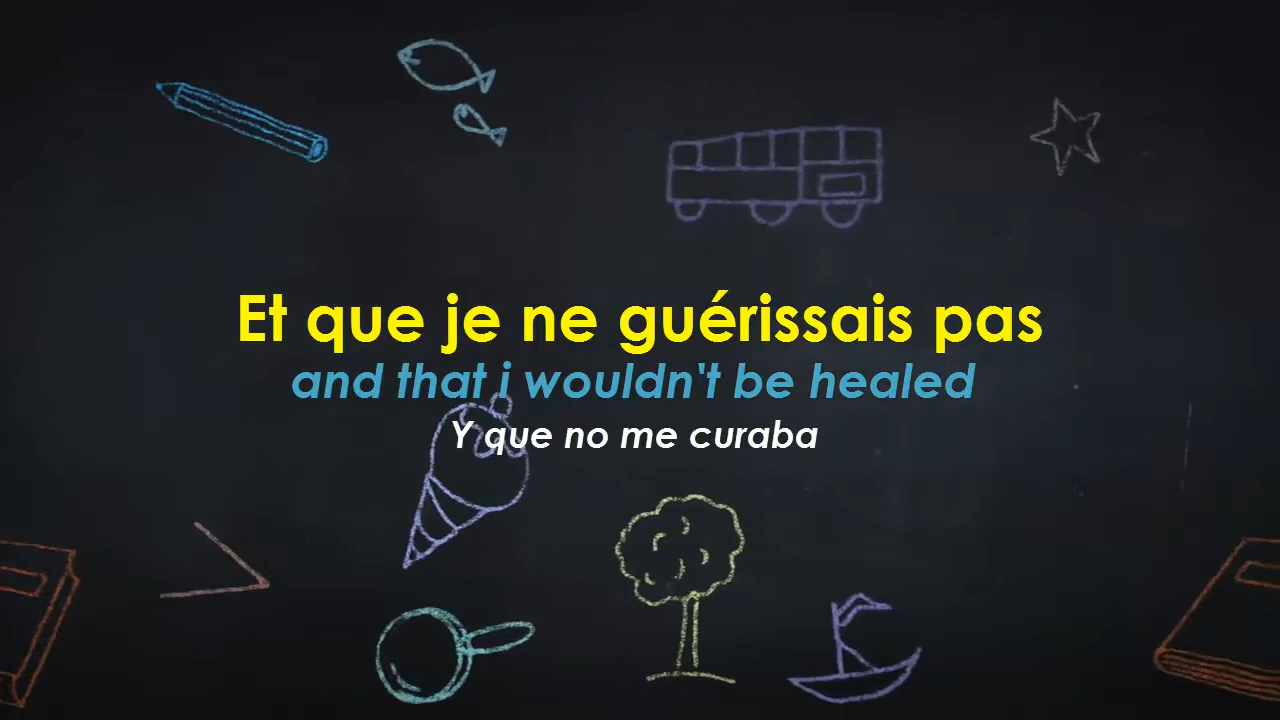 Et que je ne guérissais pas
and that i wouldn't be healed
Y que no me curaba